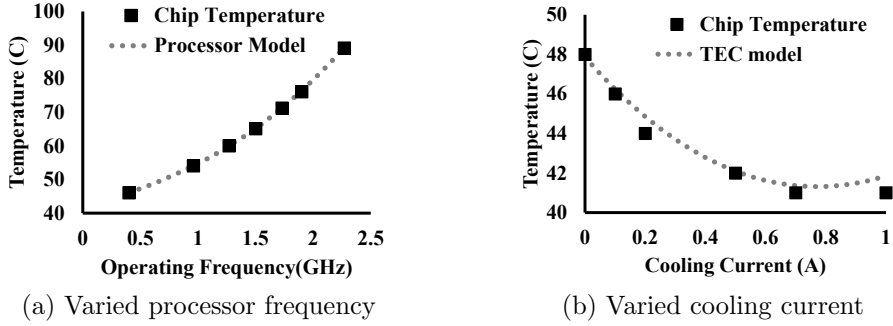 Chip Temperature
Processor Model
Temperature (C)
100
90
80
70
60
50
40
0
0.5
1
1.5
2
2.5
Operating Frequency(GHz)
(a) Varied processor frequency
Chip Temperature
TEC model
Temperature (C)
50
48
46
44
42
40
0
0.2
0.4
0.6
0.8
1
Cooling Current (A)
(b) Varied cooling current